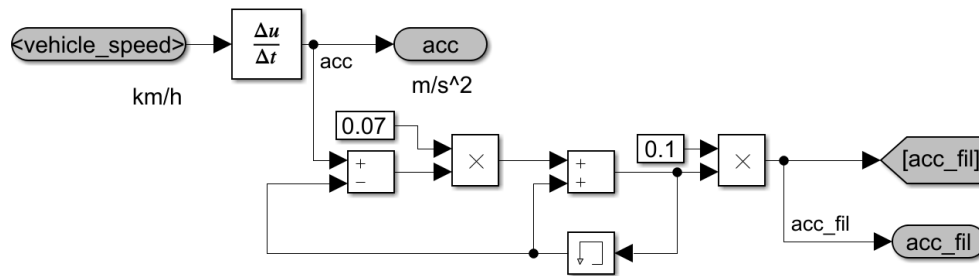 <vehicle_speed>
Δu
Δt
acc
acc
km/h
m/s^2
0.07
+
−
×
+
+
0.1
×
[acc_fil]
acc_fil
acc_fil